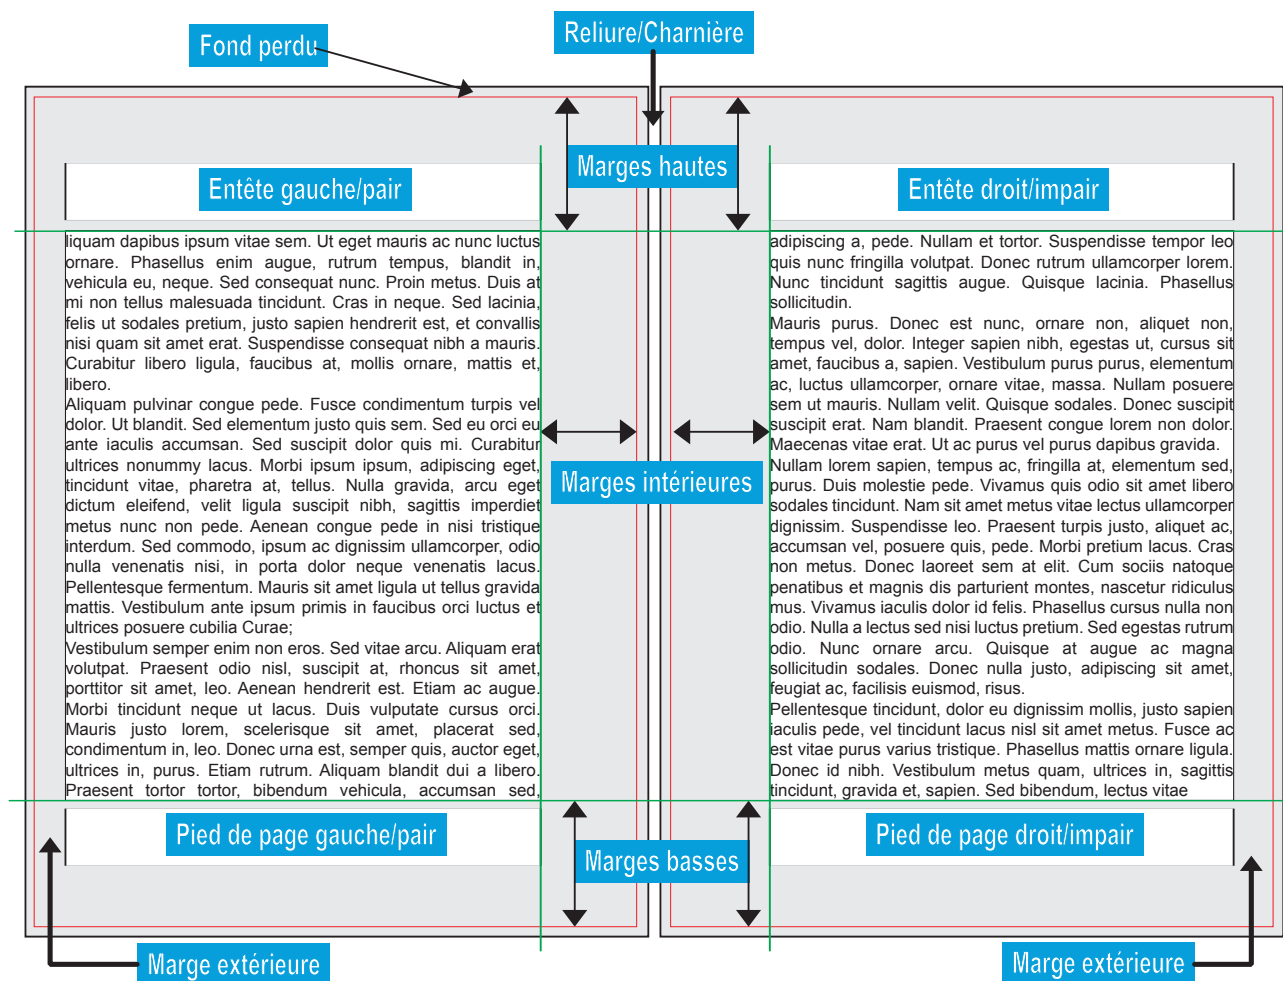 Reliure/Charnière
Fond perdu
Marges hautes
Entête gauche/pair
Entête droit/impair
liquam dapibus ipsum vitae sem. Ut eget mauris ac nunc luctus
ornare. Phasellus enim augue, rutrum tempus, blandit in,
vehicula eu, neque. Sed consequat nunc. Proin metus. Duis at
mi non tellus malesuada tincidunt. Cras in neque. Sed lacinia,
felis ut sodales pretium, justo sapien hendrerit est, et convallis
nisi quam sit amet erat. Suspendisse consequat nibh a mauris.
Curabitur libero ligula, faucibus at, mollis ornare, mattis et,
libero.
Aliquam pulvinar congue pede. Fusce condimentum turpis vel
dolor. Ut blandit. Sed elementum justo quis sem. Sed eu orci eu
ante iaculis accumsan. Sed suscipit dolor quis mi. Curabitur
ultrices nonummy lacus. Morbi ipsum ipsum, adipiscing eget,
tincidunt vitae, pharetra at, tellus. Nulla gravida, arcu eget
dictum eleifend, velit ligula suscipit nibh, sagittis imperdiet
metus nunc non pede. Aenean congue pede in nisi tristique
interdum. Sed commodo, ipsum ac dignissim ullamcorper, odio
nulla venenatis nisi, in porta dolor neque venenatis lacus.
Pellentesque fermentum. Mauris sit amet ligula ut tellus gravida
mattis. Vestibulum ante ipsum primis in faucibus orci luctus et
ultrices posuere cubilia Curae;
Vestibulum semper enim non eros. Sed vitae arcu. Aliquam erat
volutpat. Praesent odio nisl, suscipit at, rhoncus sit amet,
porttitor sit amet, leo. Aenean hendrerit est. Etiam ac augue.
Morbi tincidunt neque ut lacus. Duis vulputate cursus orci.
Mauris justo lorem, scelerisque sit amet, placerat sed,
condimentum in, leo. Donec urna est, semper quis, auctor eget,
ultrices in, purus. Etiam rutrum. Aliquam blandit dui a libero.
Praesent tortor tortor, bibendum vehicula, accumsan sed,
Marges intérieures
adipiscing a, pede. Nullam et tortor. Suspendisse tempor leo
quis nunc fringilla volutpat. Donec rutrum ullamcorper lorem.
Nunc tincidunt sagittis augue. Quisque lacinia. Phasellus
sollicitudin.
Mauris purus. Donec est nunc, ornare non, aliquet non,
tempus vel, dolor. Integer sapien nibh, egestas ut, cursus sit
amet, faucibus a, sapien. Vestibulum purus purus, elementum
ac, luctus ullamcorper, ornare vitae, massa. Nullam posuere
sem ut mauris. Nullam velit. Quisque sodales. Donec suscipit
suscipit erat. Nam blandit. Praesent congue lorem non dolor.
Maecenas vitae erat. Ut ac purus vel purus dapibus gravida.
Nullam lorem sapien, tempus ac, fringilla at, elementum sed,
purus. Duis molestie pede. Vivamus quis odio sit amet libero
sodales tincidunt. Nam sit amet metus vitae lectus ullamcorper
dignissim. Suspendisse leo. Praesent turpis justo, aliquet ac,
accumsan vel, posuere quis, pede. Morbi pretium lacus. Cras
non metus. Donec laoreet sem at elit. Cum sociis natoque
penatibus et magnis dis parturient montes, nascetur ridiculus
mus. Vivamus iaculis dolor id felis. Phasellus cursus nulla non
odio. Nulla a lectus sed nisi luctus pretium. Sed egestas rutrum
odio. Nunc ornare arcu. Quisque at augue ac magna
sollicitudin sodales. Donec nulla justo, adipiscing sit amet,
feugiat ac, facilisis euismod, risus.
Pellentesque tincidunt, dolor eu dignissim mollis, justo sapien
iaculis pede, vel tincidunt lacus nisl sit amet metus. Fusce ac
est vitae purus varius tristique. Phasellus mattis ornare ligula.
Donec id nibh. Vestibulum metus quam, ultrices in, sagittis
tincidunt, gravida et, sapien. Sed bibendum, lectus vitae
Pied de page gauche/pair
Pied de page droit/impair
Marges basses
Marge extérieure
Marge extérieure